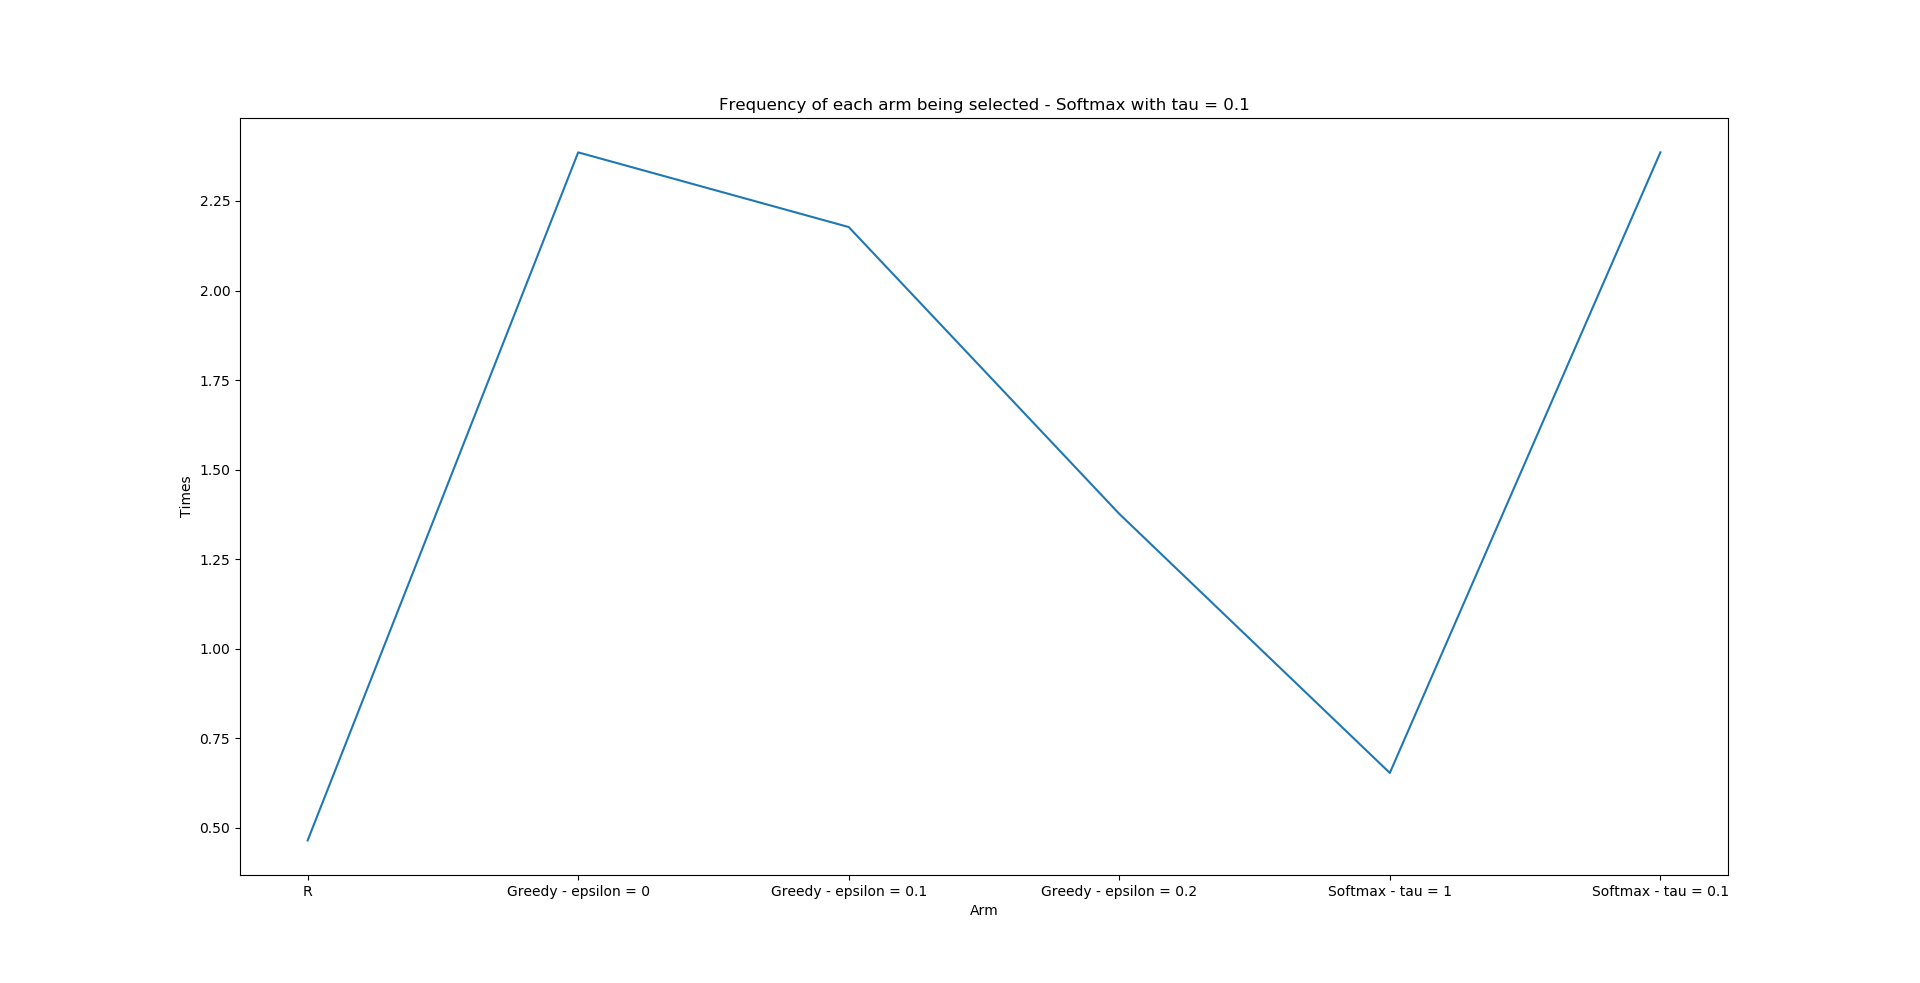 Frequency of each arm being selected - Softmax with tau = 0.1
2.25
2.00
1.75
1.50
1.25
1.00
0.75
0.50
Times
R
Greedy - epsilon = 0
Greedy - epsilon = 0.1
Greedy - epsilon = 0.2
Softmax - tau = 1
Softmax - tau = 0.1
Arm